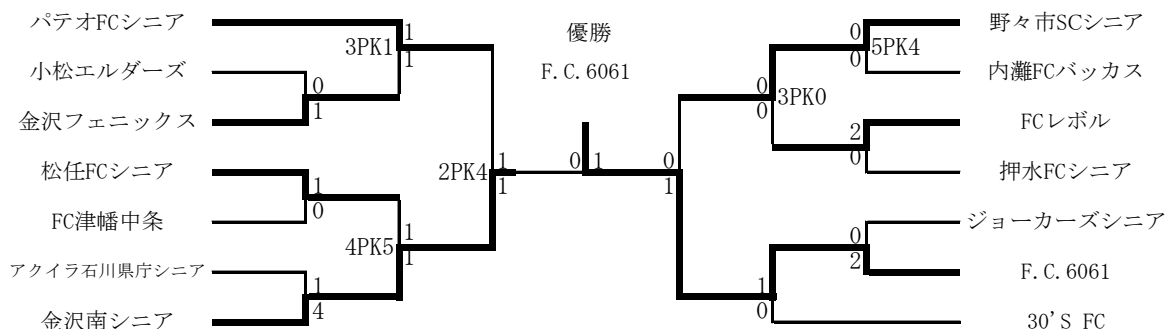 パテオFCシニア
小松エルダーズ
金沢フェニックス
松任FCシニア
FC津幡中条
アクイラ石川県庁シニア
金沢南シニア
1
3PK1
1
0
1
1
0
1
4PK5
1
1
4
2PK4
1
1
優勝
F.C.6061
0
1
0
1
0
3PK0
0
0
5PK4
0
2
0
0
2
1
0
野々市SCシニア
内灘FCバッカス
FCレボル
押水FCシニア
ジョーカーズシニア
F.C.6061
30'S FC